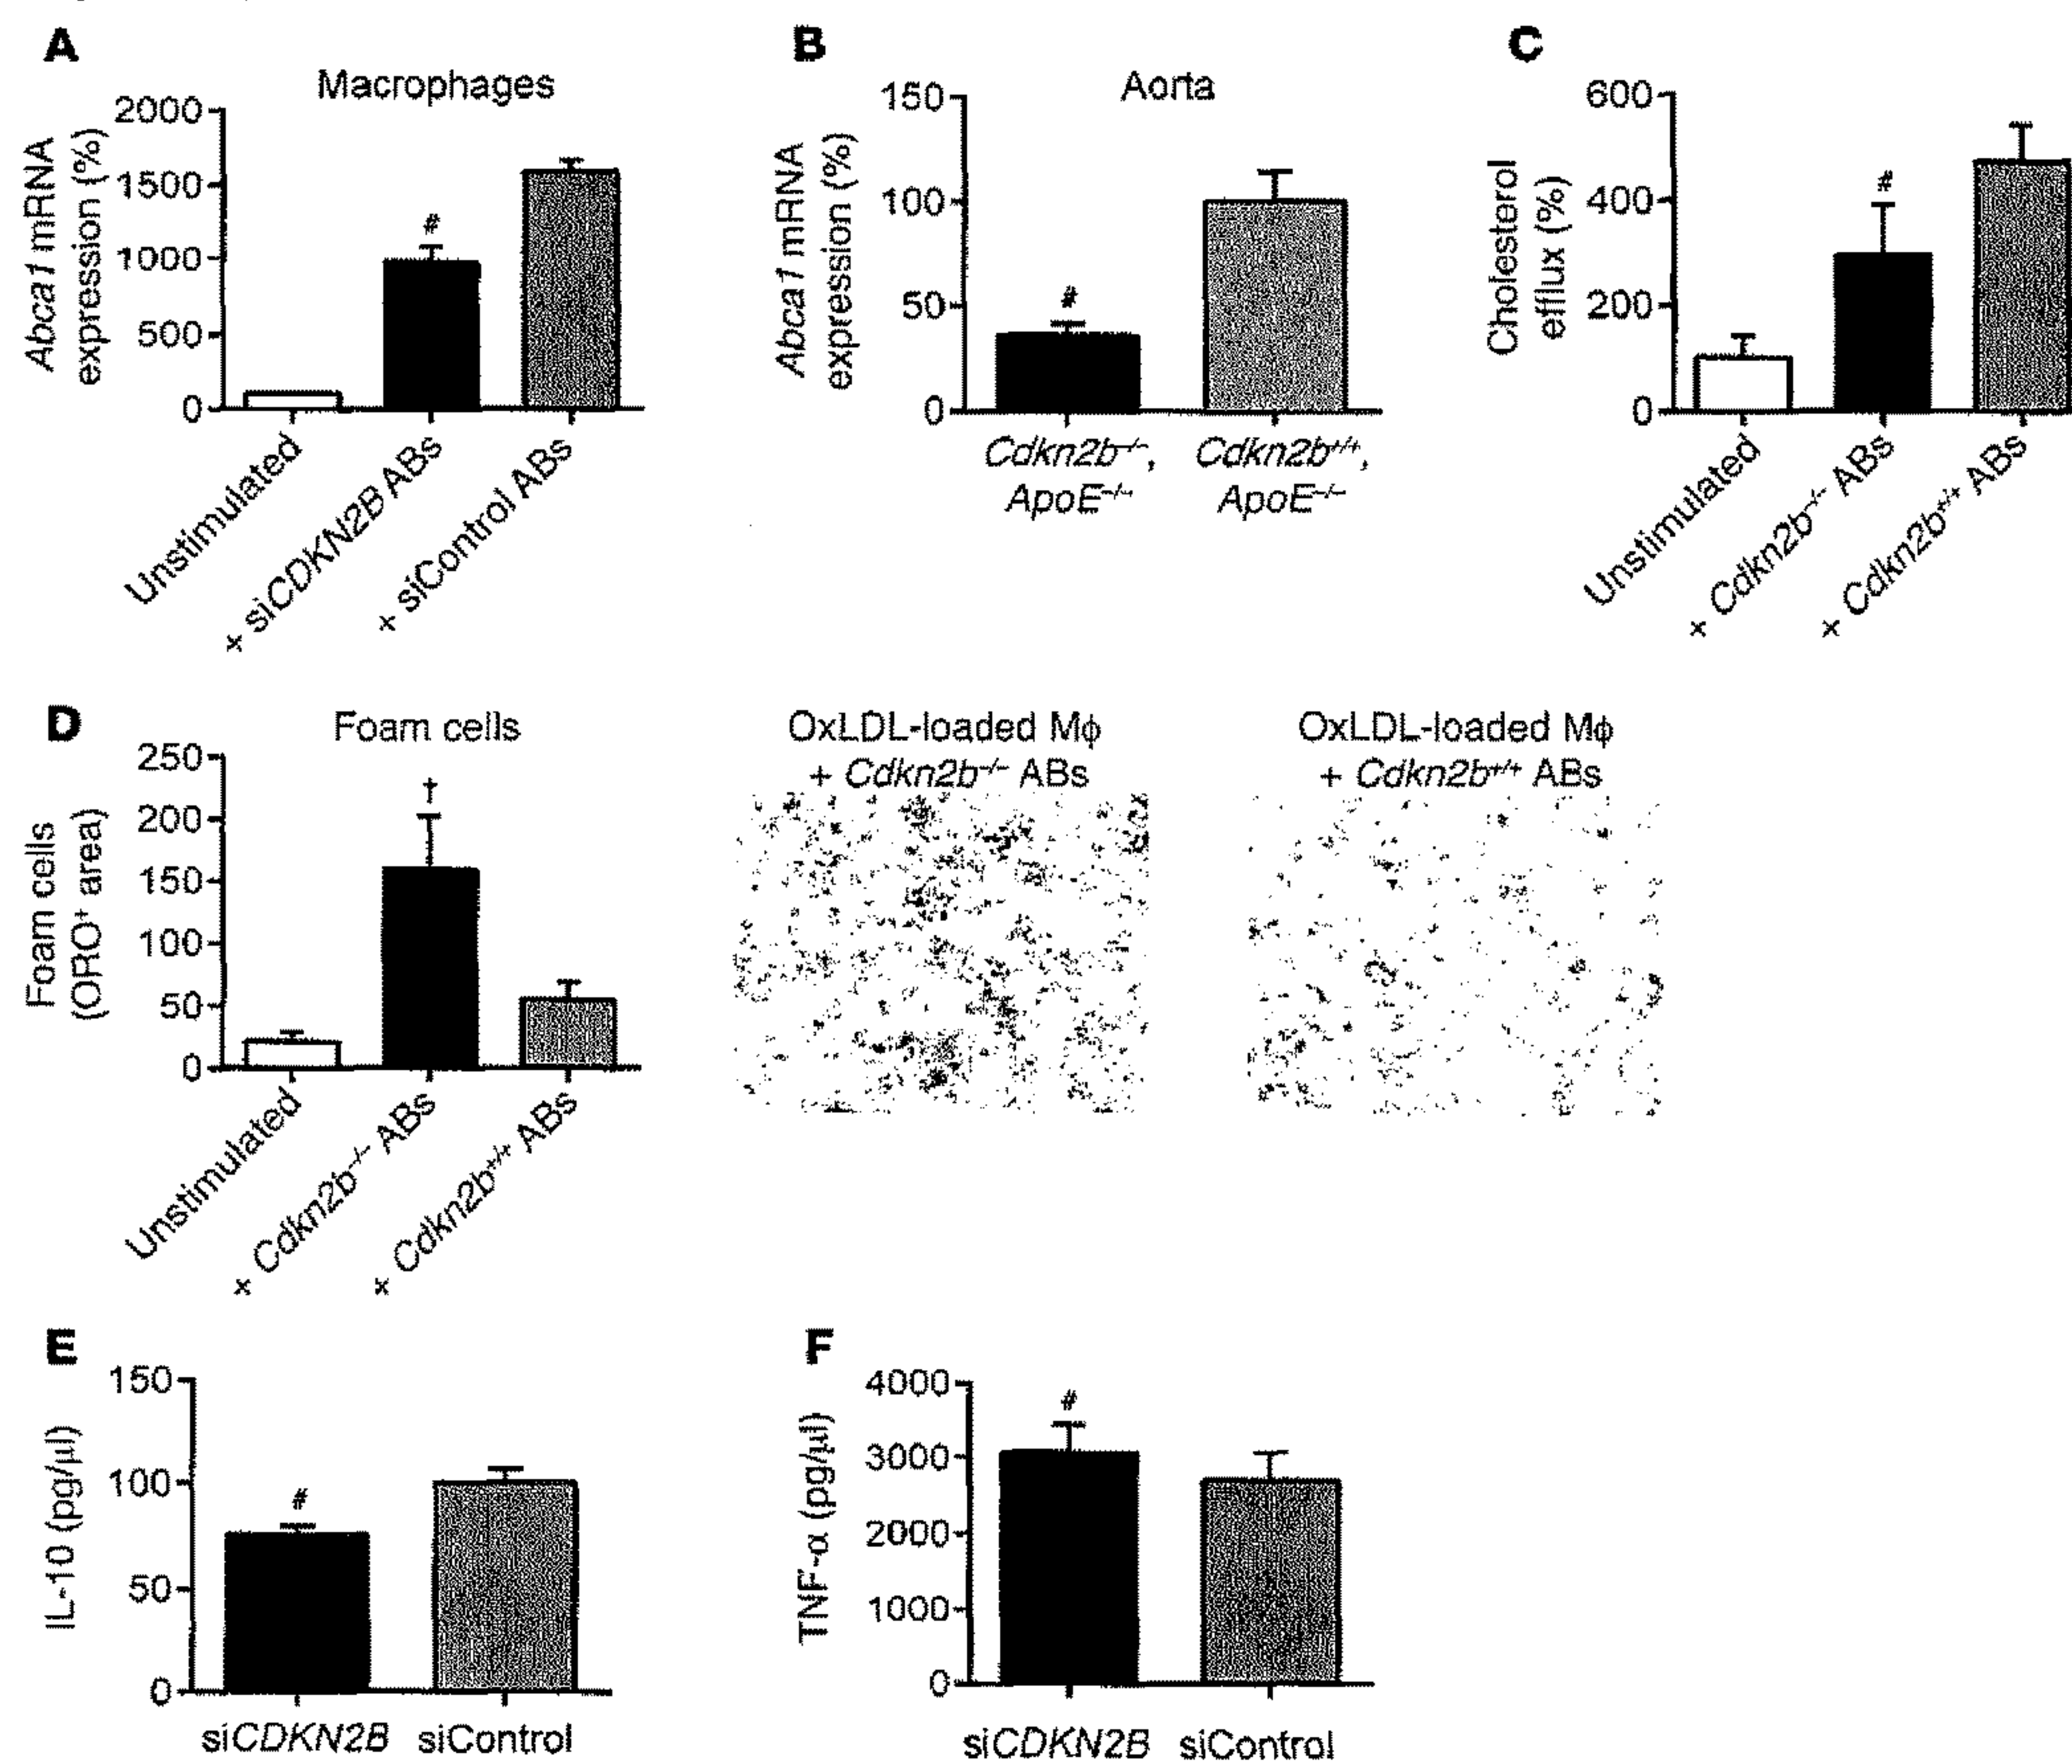 A
Macrophages
Abca1 mRNA
expression (%)
2000
1500
1000
500
0
#
Unstimulated
+ siCDKN2B ABs
+ siControl ABs
B
Aorta
Abca1 mRNA
expression (%)
150
100
50
0
#
Cdkn2b–/–,
ApoE–/–
Cdkn2b+/+,
ApoE–/–
C
Cholesterol
efflux (%)
600
400
200
0
#
Unstimulated
+ Cdkn2b–/– ABs
+ Cdkn2b+/+ ABs
D
Foam cells
Foam cells
(ORO+ area)
250
200
150
100
50
0
†
Unstimulated
+ Cdkn2b–/– ABs
+ Cdkn2b+/+ ABs
OxLDL-loaded Mϕ
+ Cdkn2b–/– ABs
OxLDL-loaded Mϕ
+ Cdkn2b+/+ ABs
E
IL-10 (pg/μl)
150
100
50
0
#
siCDKN2B
siControl
F
TNF-α (pg/μl)
4000
3000
2000
1000
0
#
siCDKN2B
siControl